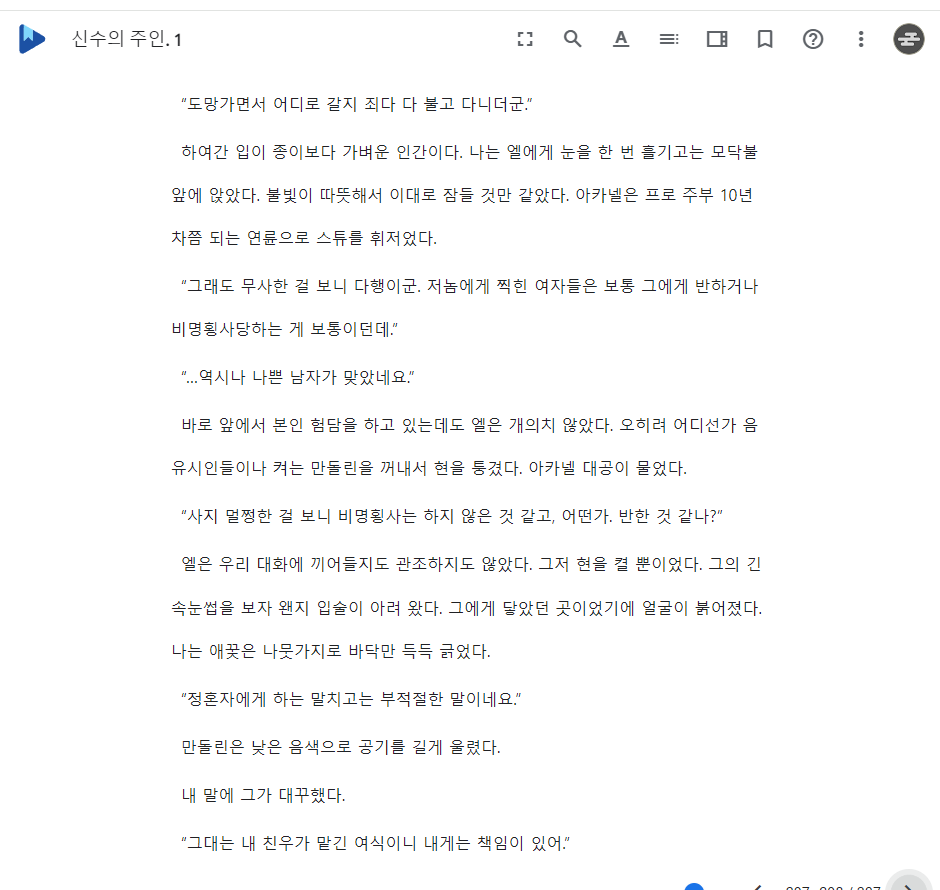 신수의 주인. 1
“도망가면서 어디로 갈지 죄다 다 불고 다니더군.”
하여간 입이 종이보다 가벼운 인간이다. 나는 엘에게 눈을 한 번 흘기고는 모닥불
앞에 앉았다. 불빛이 따뜻해서 이대로 잠들 것만 같았다. 아카넬은 프로 주부 10년
차쯤 되는 연륜으로 스튜를 휘저었다.
“그래도 무사한 걸 보니 다행이군. 저놈에게 찍힌 여자들은 보통 그에게 반하거나
비명횡사당하는 게 보통이던데.”
“...역시나 나쁜 남자가 맞았네요.”
바로 앞에서 본인 험담을 하고 있는데도 엘은 개의치 않았다. 오히려 어디선가 음
유시인들이나 켜는 만돌린을 꺼내서 현을 퉁겼다. 아카넬 대공이 물었다.
“사지 멀쩡한 걸 보니 비명횡사는 하지 않은 것 같고, 어떤가. 반한 것 같나?”
엘은 우리 대화에 끼어들지도 관조하지도 않았다. 그저 현을 켤 뿐이었다. 그의 긴
속눈썹을 보자 왠지 입술이 아려 왔다. 그에게 닿았던 곳이었기에 얼굴이 붉어졌다.
나는 애꿎은 나뭇가지로 바닥만 득득 긁었다.
“정혼자에게 하는 말치고는 부적절한 말이네요.”
만돌린은 낮은 음색으로 공기를 길게 울렸다.
내 말에 그가 대꾸했다.
“그대는 내 친우가 맡긴 여식이니 내게는 책임이 있어.”